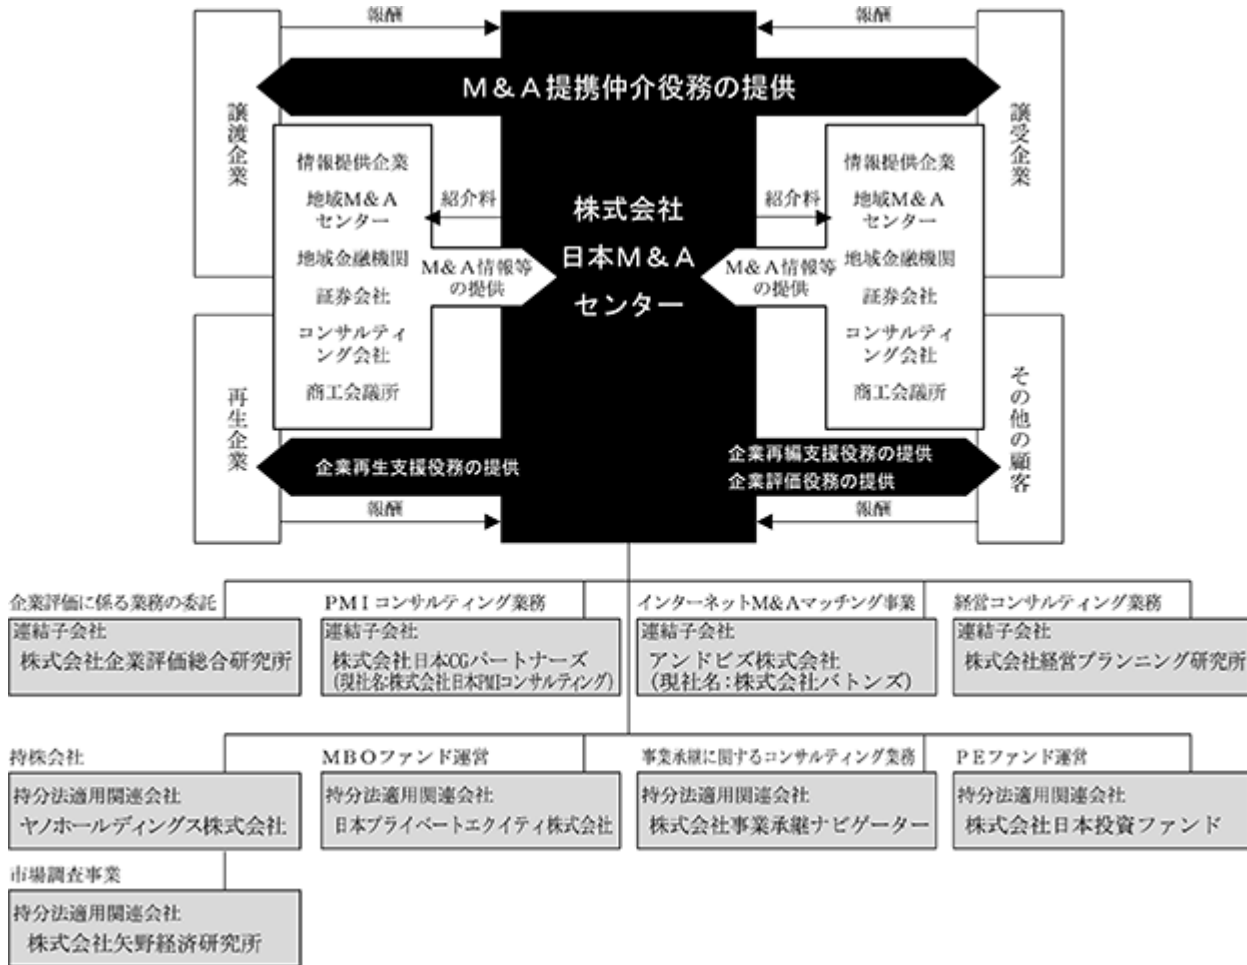 報酬
報酬
M&A提携仲介役務の提供
譲渡企業
譲受企業
情報提供企業
地域M&A
センター
地域金融機関
証券会社
コンサルティ
ング会社
商工会議所
紹介料
M&A情報等
の提供
株式会社
日本M&A
センター
紹介料
M&A情報等
の提供
情報提供企業
地域M&A
センター
地域金融機関
証券会社
コンサルティ
ング会社
商工会議所
再生企業
その他の顧客
企業再生支援役務の提供
企業再編支援役務の提供
企業評価役務の提供
報酬
報酬
企業評価に係る業務の委託
連結子会社
株式会社企業評価総合研究所
PMIコンサルティング業務
連結子会社
株式会社日本CGパートナーズ
(現社名:株式会社日本PMIコンサルティング)
インターネットM&Aマッチング事業
連結子会社
アンドビズ株式会社
(現社名:株式会社バトンズ)
経営コンサルティング業務
連結子会社
株式会社経営プランニング研究所
持株会社
持分法適用関連会社
ヤノホールディングス株式会社
MBOファンド運営
持分法適用関連会社
日本プライベートエクイティ株式会社
事業承継に関するコンサルティング業務
持分法適用関連会社
株式会社事業承継ナビゲーター
PEファンド運営
持分法適用関連会社
株式会社日本投資ファンド
市場調査事業
持分法適用関連会社
株式会社矢野経済研究所